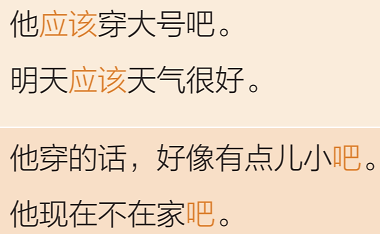 他应该穿大号吧。
明天应该天气很好。
他穿的话，好像有点儿小吧。
他现在不在家吧。